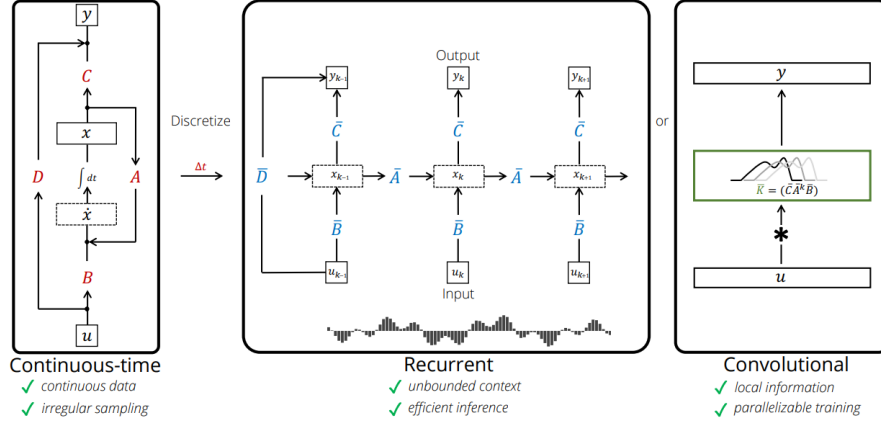 y
C
x
D
∫dt
A
ẋ
B
u
Continuous-time
✓ continuous data
✓ irregular sampling
Discretize
Δt
Output
y_{k-1} y_k y_{k+1}
C̄ C̄ C̄
D̄ x_{k-1} Ā x_k Ā x_{k+1}
B̄ B̄ B̄
u_{k-1} u_k u_{k+1}
Input
Recurrent
✓ unbounded context
✓ efficient inference
or
y
K̄ = (C̄Ā^kB̄)
*
u
Convolutional
✓ local information
✓ parallelizable training